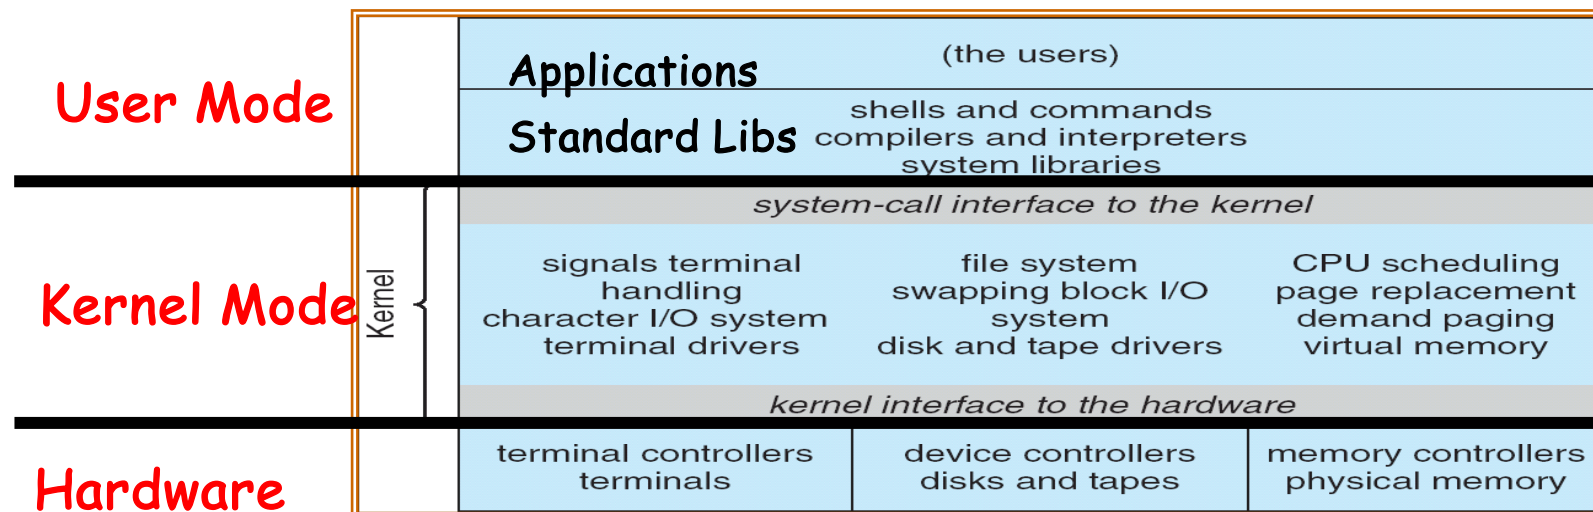 User Mode
Applications
(the users)
Standard Libs
shells and commands
compilers and interpreters
system libraries
Kernel Mode
Kernel
system-call interface to the kernel
signals terminal
handling
character I/O system
terminal drivers
file system
swapping block I/O
system
disk and tape drivers
CPU scheduling
page replacement
demand paging
virtual memory
kernel interface to the hardware
Hardware
terminal controllers
terminals
device controllers
disks and tapes
memory controllers
physical memory